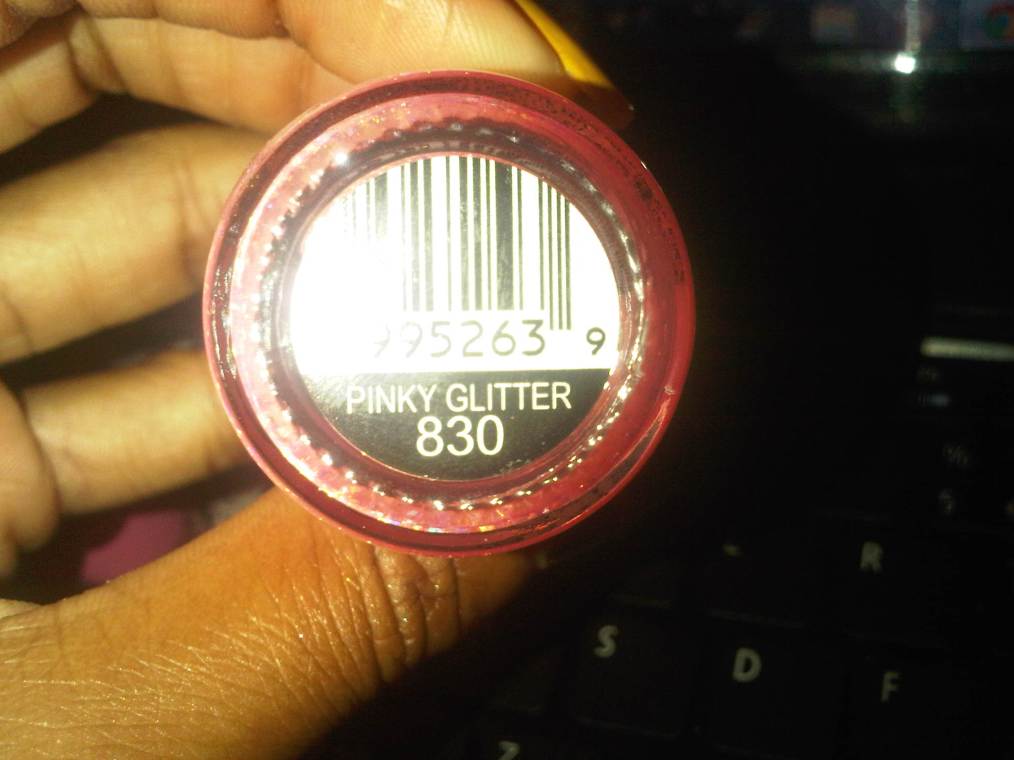 995263 9
PINKY GLITTER
830
R
S D F
Z